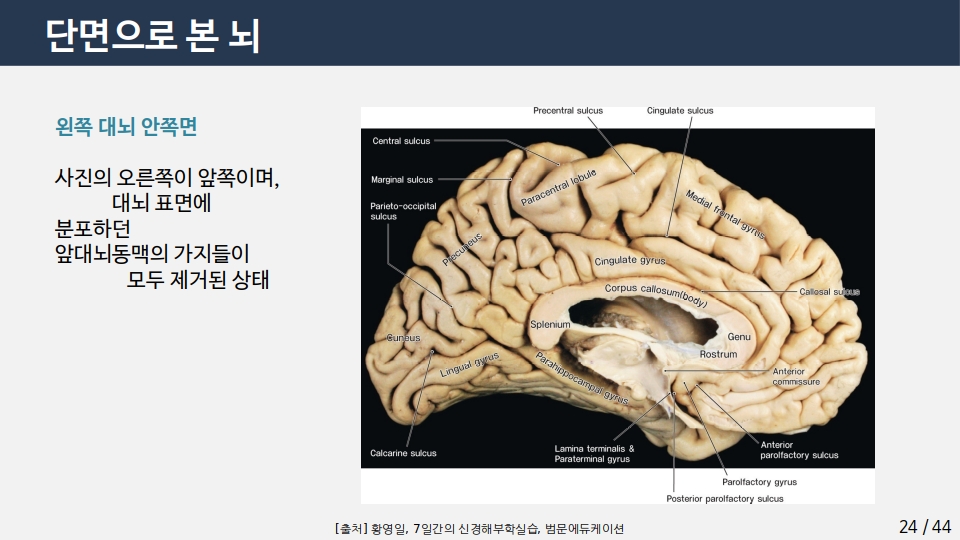 단면으로 본 뇌
왼쪽 대뇌 안쪽면
사진의 오른쪽이 앞쪽이며,
대뇌 표면에
분포하던
앞대뇌동맥의 가지들이
모두 제거된 상태
Precentral sulcus
Cingulate sulcus
Central sulcus
Marginal sulcus
Paracentral lobule
Parieto-occipital
sulcus
Medial frontal gyrus
Precuneus
Cingulate gyrus
Corpus callosum(body)
Callosal sulcus
Splenium
Genu
Cuneus
Rostrum
Lingual gyrus
Parahippocampal gyrus
Anterior
commissure
Calcarine sulcus
Lamina terminalis &
Paraterminal gyrus
Anterior
parolfactory sulcus
Parolfactory gyrus
Posterior parolfactory sulcus
[출처] 황영일, 7일간의 신경해부학실습, 범문에듀케이션
24 / 44